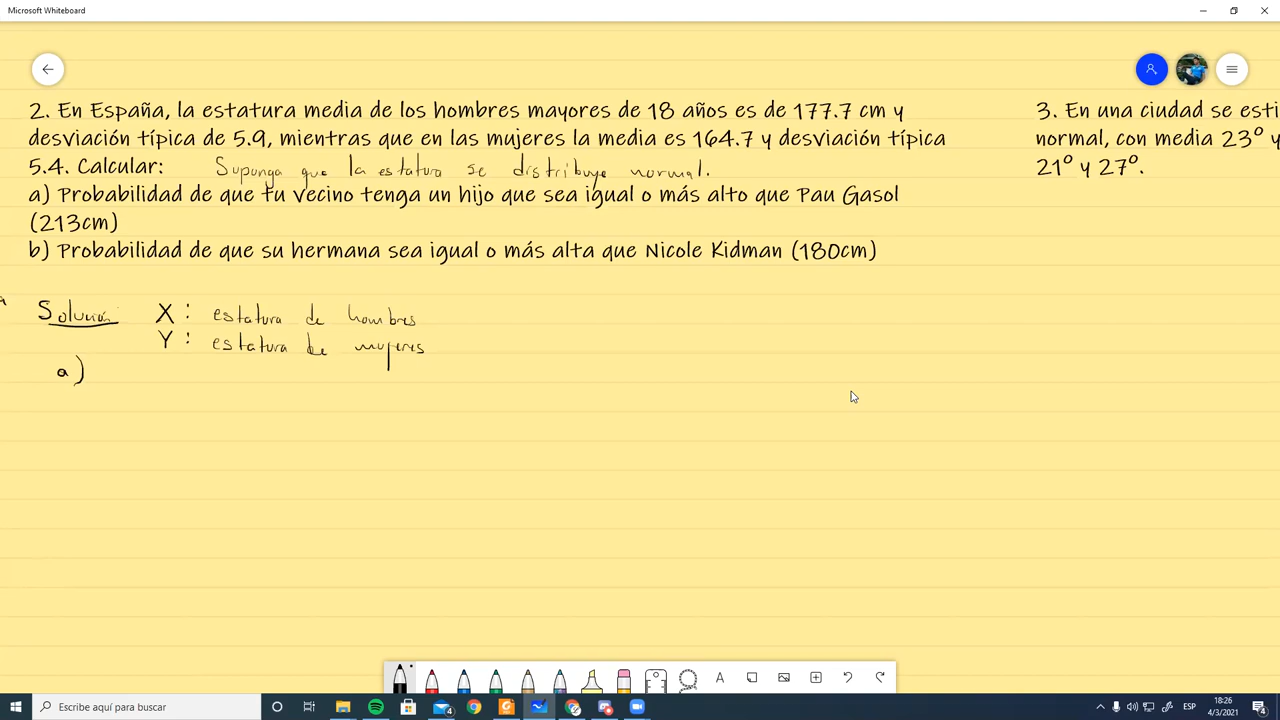 Microsoft Whiteboard
2. En España, la estatura media de los hombres mayores de 18 años es de 177.7 cm y
desviación típica de 5.9, mientras que en las mujeres la media es 164.7 y desviación típica
5.4. Calcular: Suponga que la estatura se distribuye normal.
a) Probabilidad de que tu vecino tenga un hijo que sea igual o más alto que Pau Gasol
(213cm)
b) Probabilidad de que su hermana sea igual o más alta que Nicole Kidman (180cm)
3. En una ciudad se esti
normal, con media 23º y
21º y 27º.
Solución X: estatura de hombres
Y: estatura de mujeres
a)
Escribe aquí para buscar
4
ESP
18:26
4/3/2021
4